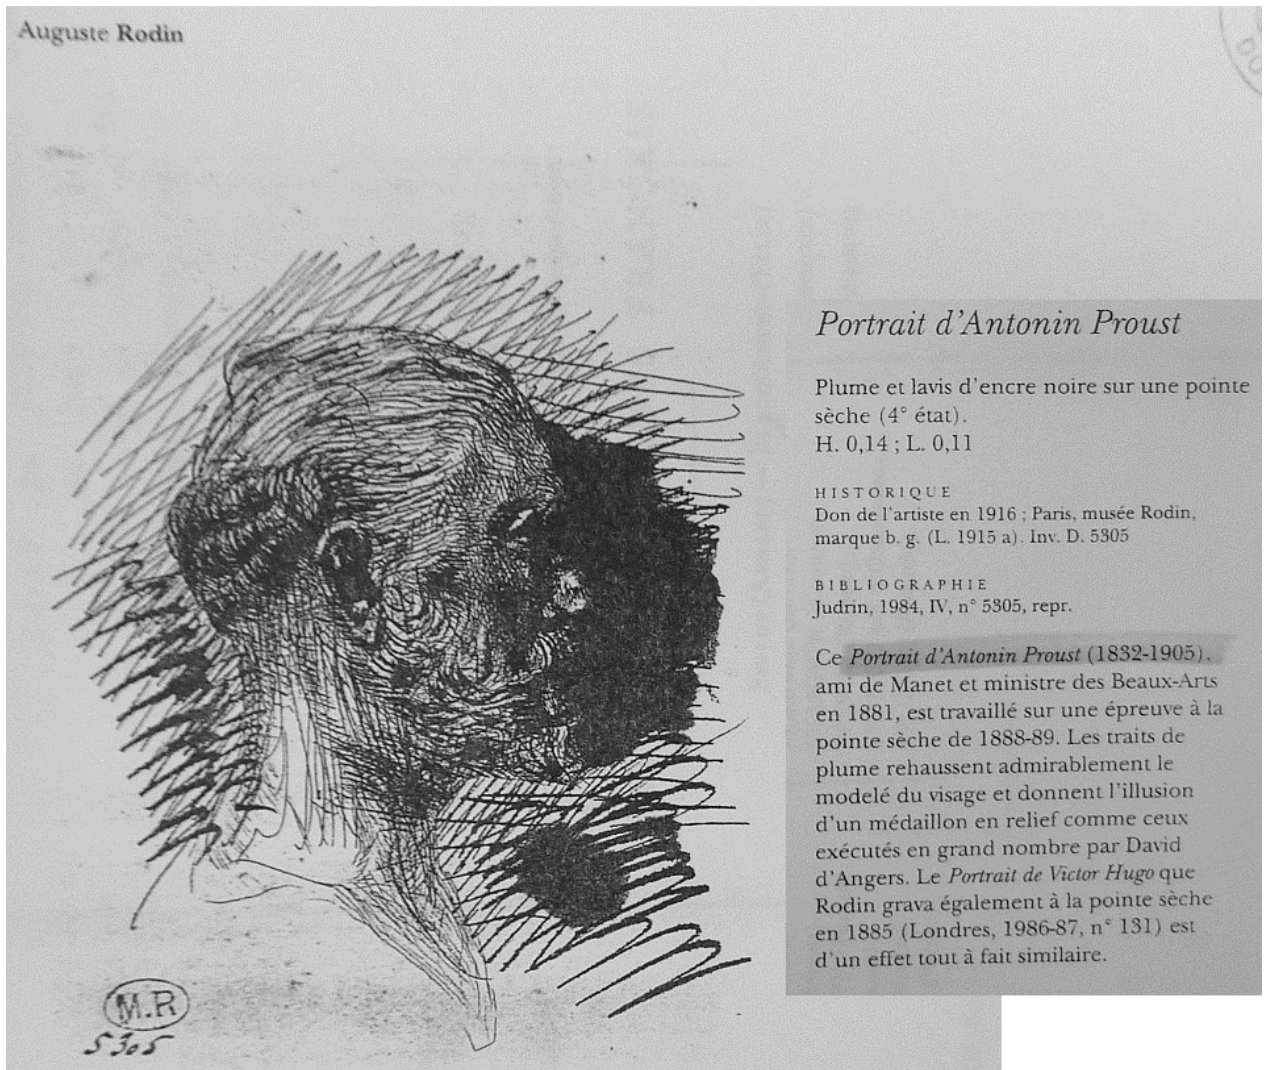 Auguste Rodin
DO
Portrait d'Antonin Proust
Plume et lavis d'encre noire sur une pointe
sèche (4° état).
H. 0,14 ; L. 0,11
HISTORIQUE
Don de l'artiste en 1916 ; Paris, musée Rodin,
marque b. g. (L. 1915 a). Inv. D. 5305
BIBLIOGRAPHIE
Judrin, 1984, IV, n° 5305, repr.
Ce Portrait d'Antonin Proust (1832-1905),
ami de Manet et ministre des Beaux-Arts
en 1881, est travaillé sur une épreuve à la
pointe sèche de 1888-89. Les traits de
plume rehaussent admirablement le
modelé du visage et donnent l'illusion
d'un médaillon en relief comme ceux
exécutés en grand nombre par David
d'Angers. Le Portrait de Victor Hugo que
Rodin grava également à la pointe sèche
en 1885 (Londres, 1986-87, n° 131) est
d'un effet tout à fait similaire.
M.R
5305